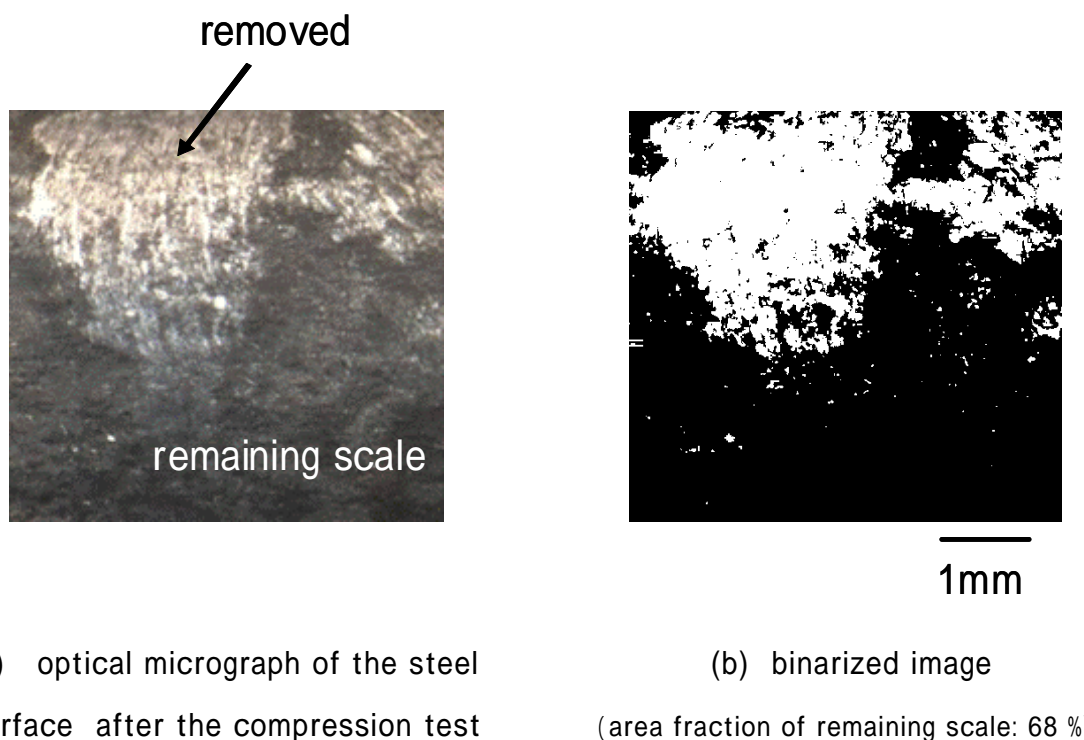 removed
remaining scale
1mm
) optical micrograph of the steel
rface after the compression test
(b) binarized image
(area fraction of remaining scale: 68 %